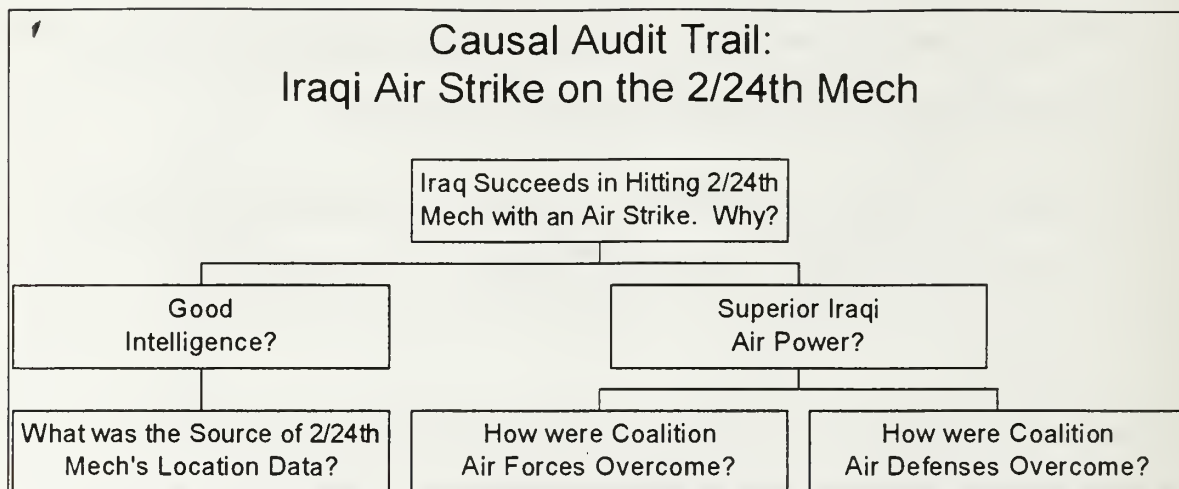 Causal Audit Trail:
Iraqi Air Strike on the 2/24th Mech
Iraq Succeeds in Hitting 2/24th
Mech with an Air Strike. Why?
Good
Intelligence?
Superior Iraqi
Air Power?
What was the Source of 2/24th
Mech's Location Data?
How were Coalition
Air Forces Overcome?
How were Coalition
Air Defenses Overcome?